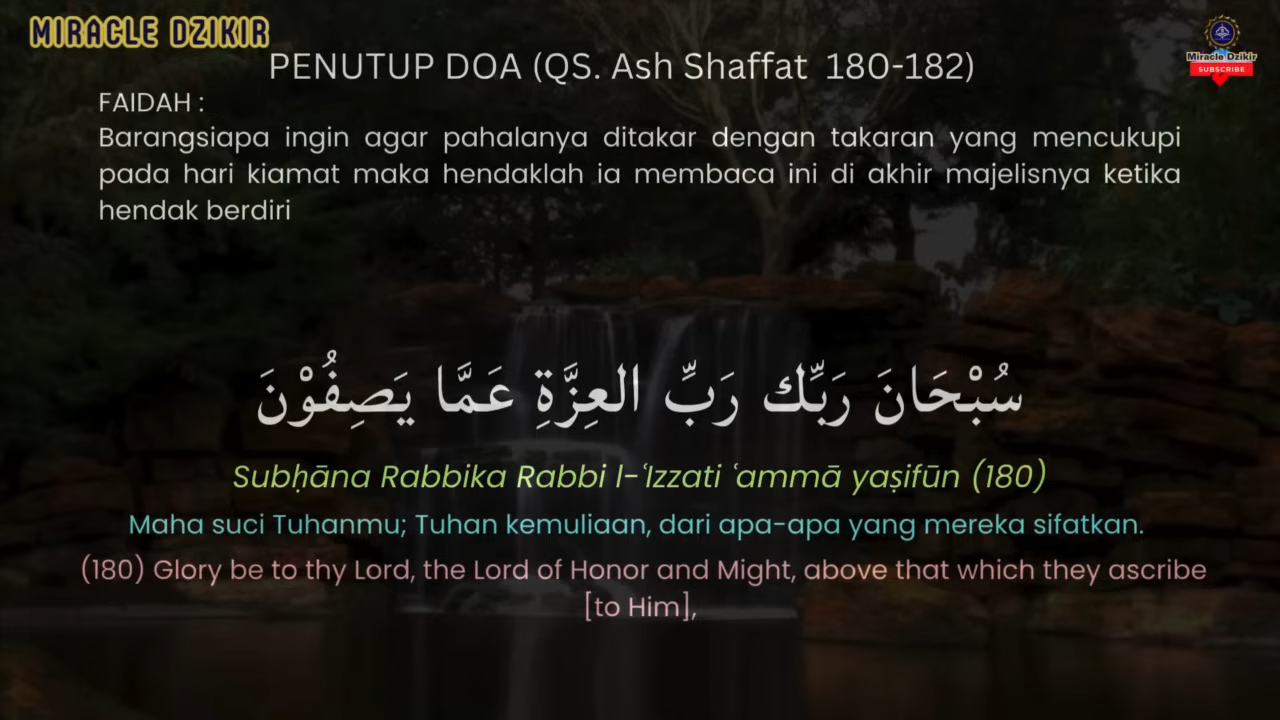 MIRACLE DZIKIR
Miracle Dzikir
SUBSCRIBE
PENUTUP DOA (QS. Ash Shaffat 180-182)
FAIDAH :
Barangsiapa ingin agar pahalanya ditakar dengan takaran yang mencukupi
pada hari kiamat maka hendaklah ia membaca ini di akhir majelisnya ketika
hendak berdiri
سُبْحَانَ رَبِّك رَبِّ العِزَّةِ عَمَّا يَصِفُوْنَ
Subḥāna Rabbika Rabbi l-ʿIzzati ʿammā yaṣifūn (180)
Maha suci Tuhanmu; Tuhan kemuliaan, dari apa-apa yang mereka sifatkan.
(180) Glory be to thy Lord, the Lord of Honor and Might, above that which they ascribe
[to Him],